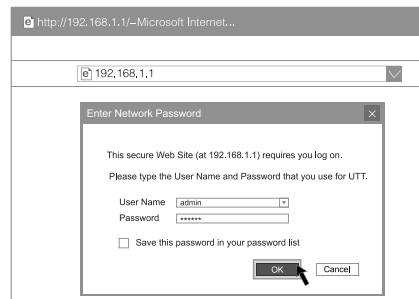 http://192.168.1.1/–Microsoft Internet...
192.168.1.1
Enter Network Password
This secure Web Site (at 192.168.1.1) requires you log on.
Please type the User Name and Password that you use for UTT.
User Name admin
Password ******
Save this password in your password list
OK Cancel